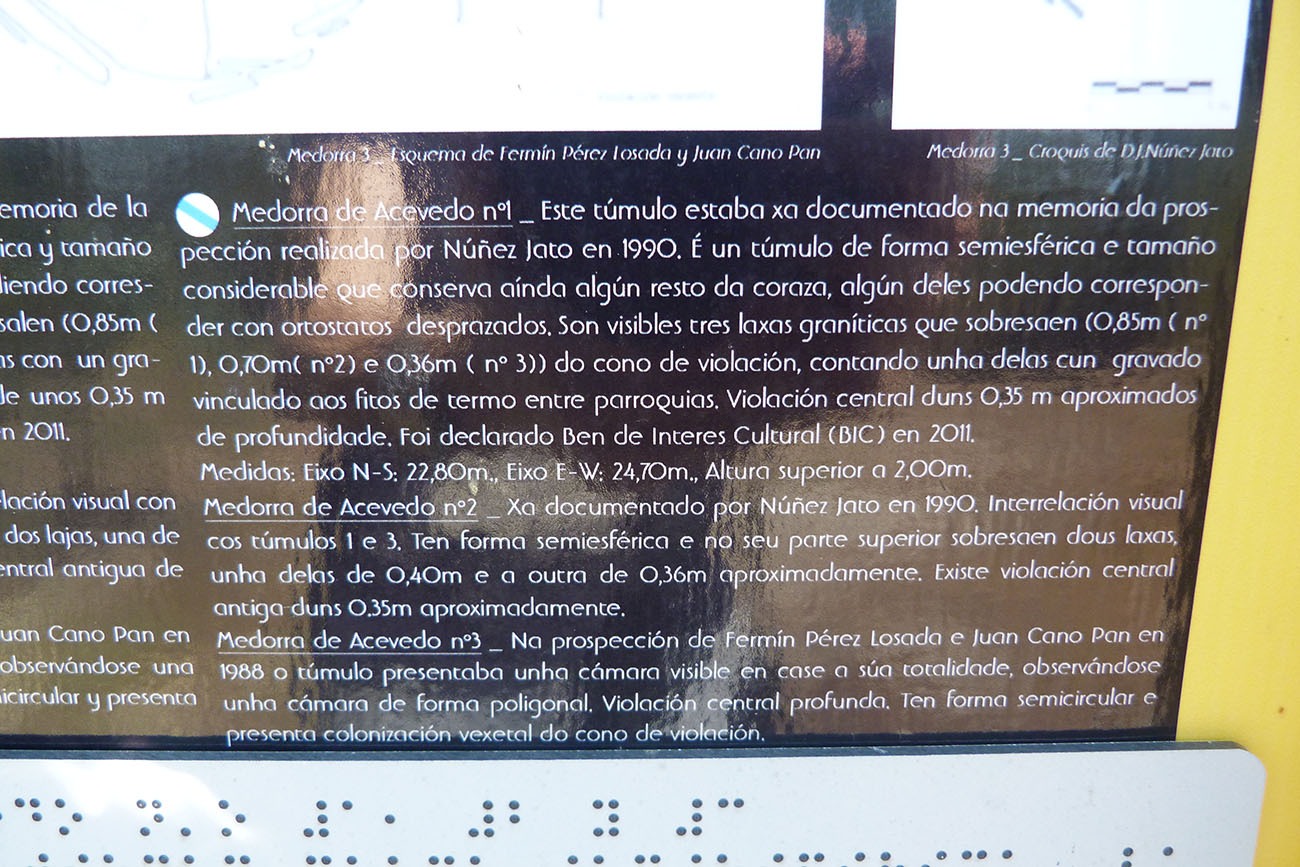 Medorra 3 _ Esquema de Fermín Pérez Losada y Juan Cano Pan
Medorra 3 _ Croquis de D.J.Núñez Jato
emoria de la
ica y tamaño
diendo corres-
salen (0,85m (
as con un gra-
de unos 0,35 m
en 2011.
elación visual con
dos lajas, una de
entral antigua de
Juan Cano Pan en
observándose una
icircular y presenta
Medorra de Acevedo nº1 _ Este túmulo estaba xa documentado na memoria da pros-
pección realizada por Núñez Jato en 1990. É un túmulo de forma semiesférica e tamaño
considerable que conserva aínda algún resto da coraza, algún deles podendo correspon-
der con ortostatos desprazados. Son visibles tres laxas graníticas que sobresaen (0,85m ( nº
1), 0,70m( nº2) e 0,36m ( nº 3)) do cono de violación, contando unha delas cun gravado
vinculado aos fitos de termo entre parroquias. Violación central duns 0,35 m aproximados
de profundidade. Foi declarado Ben de Interes Cultural (BIC) en 2011.
Medidas: Eixo N-S: 22,80m., Eixo E-W: 24,70m., Altura superior a 2,00m.
Medorra de Acevedo nº2 _ Xa documentado por Núñez Jato en 1990. Interrelación visual
cos túmulos 1 e 3. Ten forma semiesférica e no seu parte superior sobresaen dous laxas,
unha delas de 0,40m e a outra de 0,36m aproximadamente. Existe violación central
antiga duns 0.35m aproximadamente.
Medorra de Acevedo nº3 _ Na prospección de Fermín Pérez Losada e Juan Cano Pan en
1988 o túmulo presentaba unha cámara visible en case a súa totalidade, observándose
unha cámara de forma poligonal. Violación central profunda. Ten forma semicircular e
presenta colonización vexetal do cono de violación.